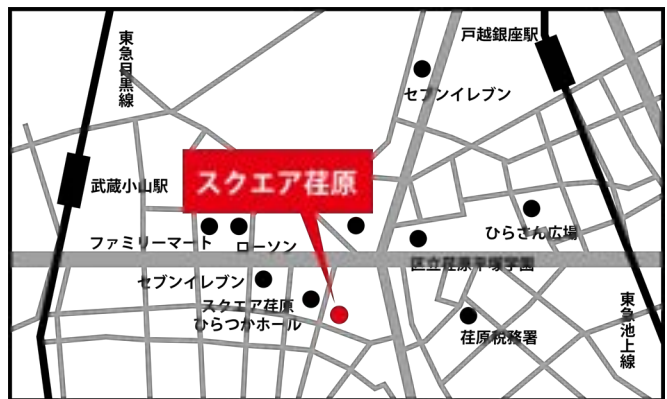 戸越銀座駅
東急目黒線
セブンイレブン
武蔵小山駅
スクエア荏原
ひらさん広場
ファミリーマート
ローソン
区立荏原平塚学園
セブンイレブン
スクエア荏原
ひらつかホール
東急池上線
荏原税務署